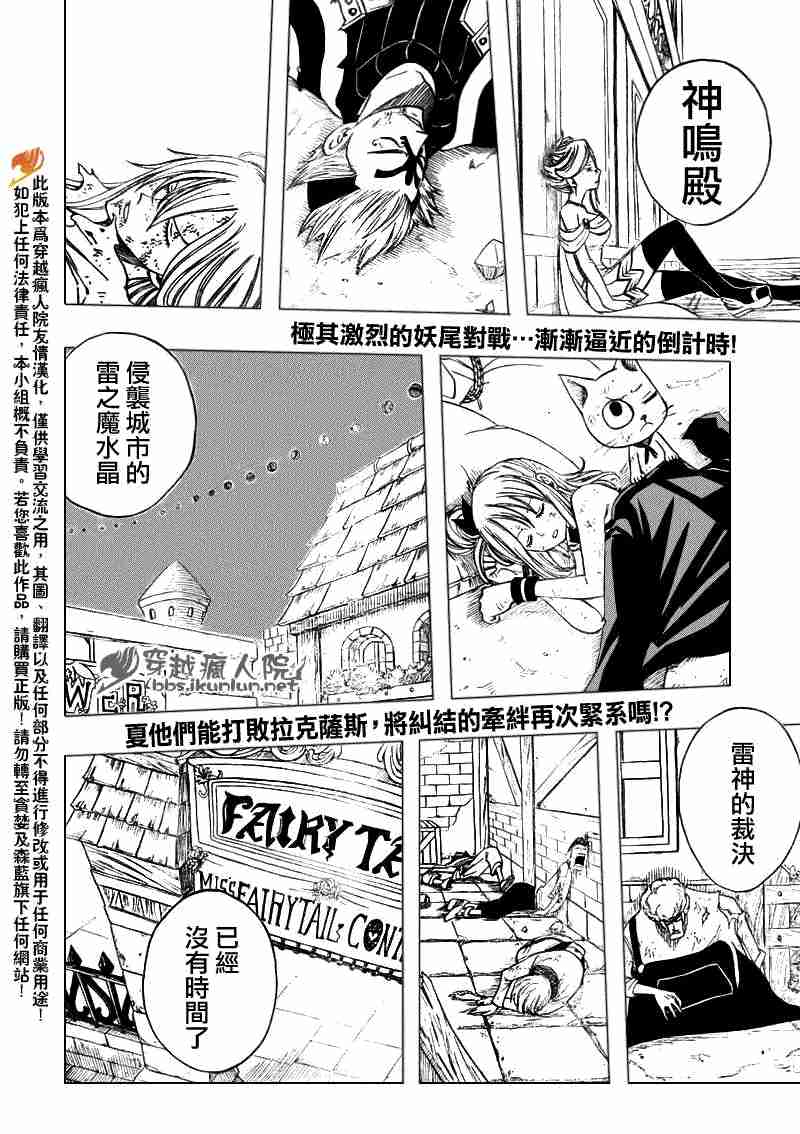 神鳴殿
極其激烈的妖尾對戰…漸漸逼近的倒計時!
侵襲城市的
雷之魔水晶
WER
穿越瘋人院
bbs.ikunlun.net
夏他們能打敗拉克薩斯，將糾結的牽絆再次緊系嗎!?
雷神的裁決
FAIRY TA
MISS FAIRY TAIL CONT
已經
沒有時間了
此版本爲穿越瘋人院友情漢化，僅供學習交流之用，其圖、翻譯以及任何部分不得進行修改或用于任何商業用途！
如犯上任何法律責任，本小組概不負責。若您喜歡此作品，請購買正版！請勿轉至貪婪及森藍旗下任何網站！